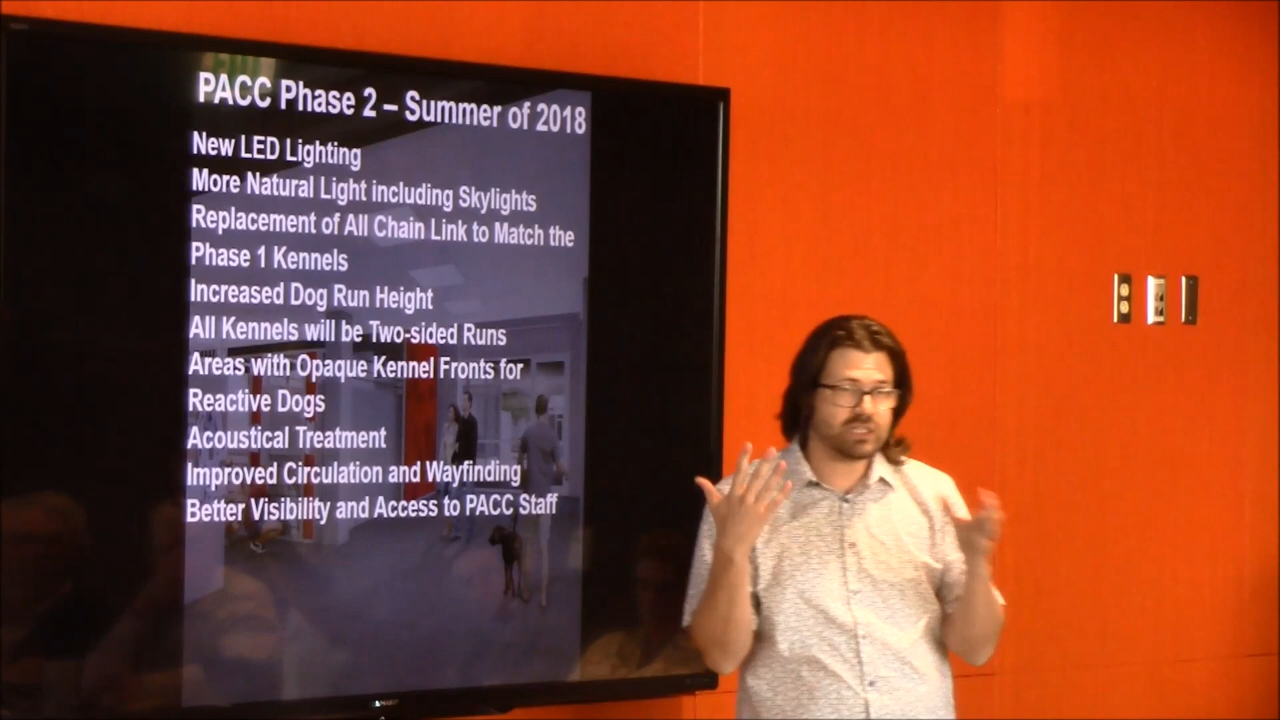 PACC Phase 2 – Summer of 2018
New LED Lighting
More Natural Light including Skylights
Replacement of All Chain Link to Match the
Phase 1 Kennels
Increased Dog Run Height
All Kennels will be Two-sided Runs
Areas with Opaque Kennel Fronts for
Reactive Dogs
Acoustical Treatment
Improved Circulation and Wayfinding
Better Visibility and Access to PACC Staff